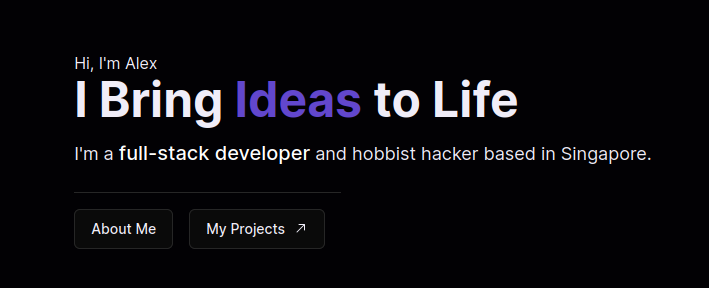 Hi, I'm Alex
I Bring Ideas to Life
I'm a full-stack developer and hobbist hacker based in Singapore.
About Me
My Projects